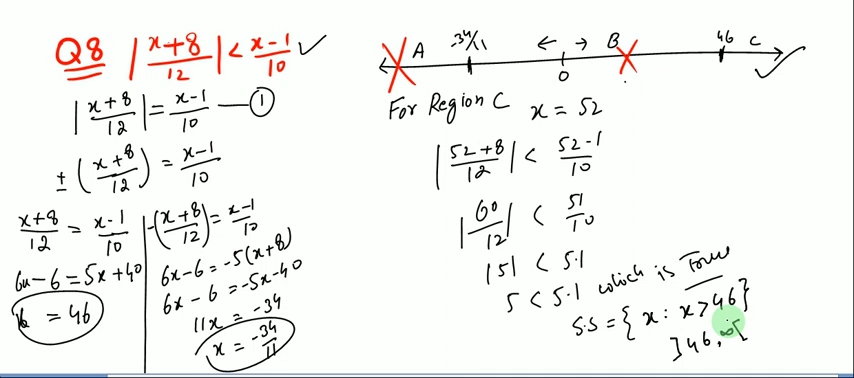 Q8 |x+8/12| < x-1/10 ✓
|x+8/12| = x-1/10 — ①
± (x+8/12) = x-1/10
x+8/12 = x-1/10
6x-6 = 5x+40
x = 46
-(x+8/12) = x-1/10
6x-6 = -5(x+8)
6x-6 = -5x-40
11x = -34
x = -34/11
A -34/11 ← → B 46 C
0
For Region C x = 52
|52+8/12| < 52-1/10
|60/12| < 51/10
|5| < 5.1
5 < 5.1 which is True
S.S = { x : x > 46 }
]46, ∞[